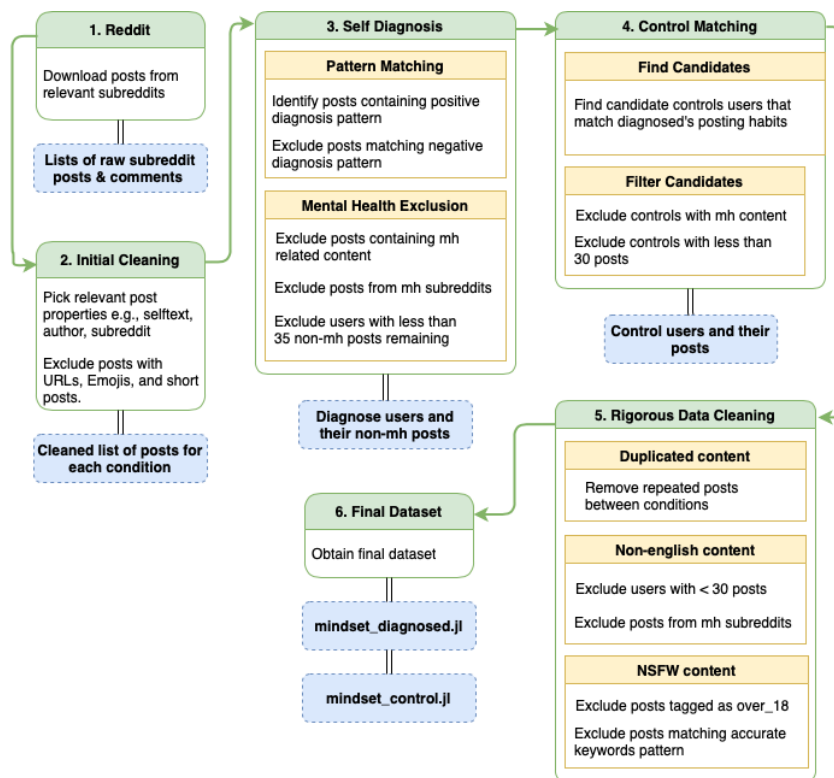 1. Reddit
Download posts from
relevant subreddits
Lists of raw subreddit
posts & comments
2. Initial Cleaning
Pick relevant post
properties e.g., selftext,
author, subreddit
Exclude posts with
URLs, Emojis, and short
posts.
Cleaned list of posts for
each condition
3. Self Diagnosis
Pattern Matching
Identify posts containing positive
diagnosis pattern
Exclude posts matching negative
diagnosis pattern
Mental Health Exclusion
Exclude posts containing mh
related content
Exclude posts from mh subreddits
Exclude users with less than
35 non-mh posts remaining
Diagnose users and
their non-mh posts
4. Control Matching
Find Candidates
Find candidate controls users that
match diagnosed's posting habits
Filter Candidates
Exclude controls with mh content
Exclude controls with less than
30 posts
Control users and their
posts
5. Rigorous Data Cleaning
Duplicated content
Remove repeated posts
between conditions
Non-english content
Exclude users with < 30 posts
Exclude posts from mh subreddits
NSFW content
Exclude posts tagged as over_18
Exclude posts matching accurate
keywords pattern
6. Final Dataset
Obtain final dataset
mindset_diagnosed.jl
mindset_control.jl